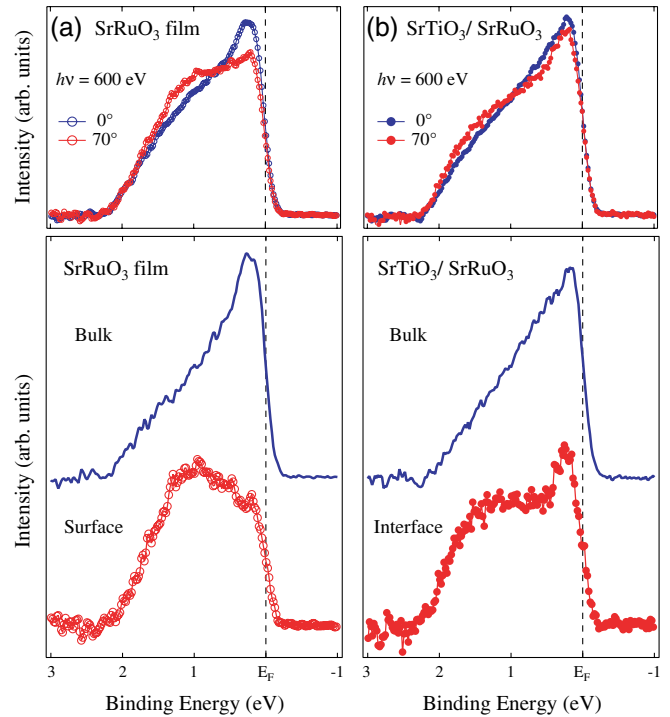 (a) SrRuO₃ film
hν = 600 eV
0°
70°
Intensity (arb. units)
(b) SrTiO₃/ SrRuO₃
hν = 600 eV
0°
70°
SrRuO₃ film
Bulk
Surface
Intensity (arb. units)
3 2 1 E_F -1
Binding Energy (eV)
SrTiO₃/ SrRuO₃
Bulk
Interface
3 2 1 E_F -1
Binding Energy (eV)